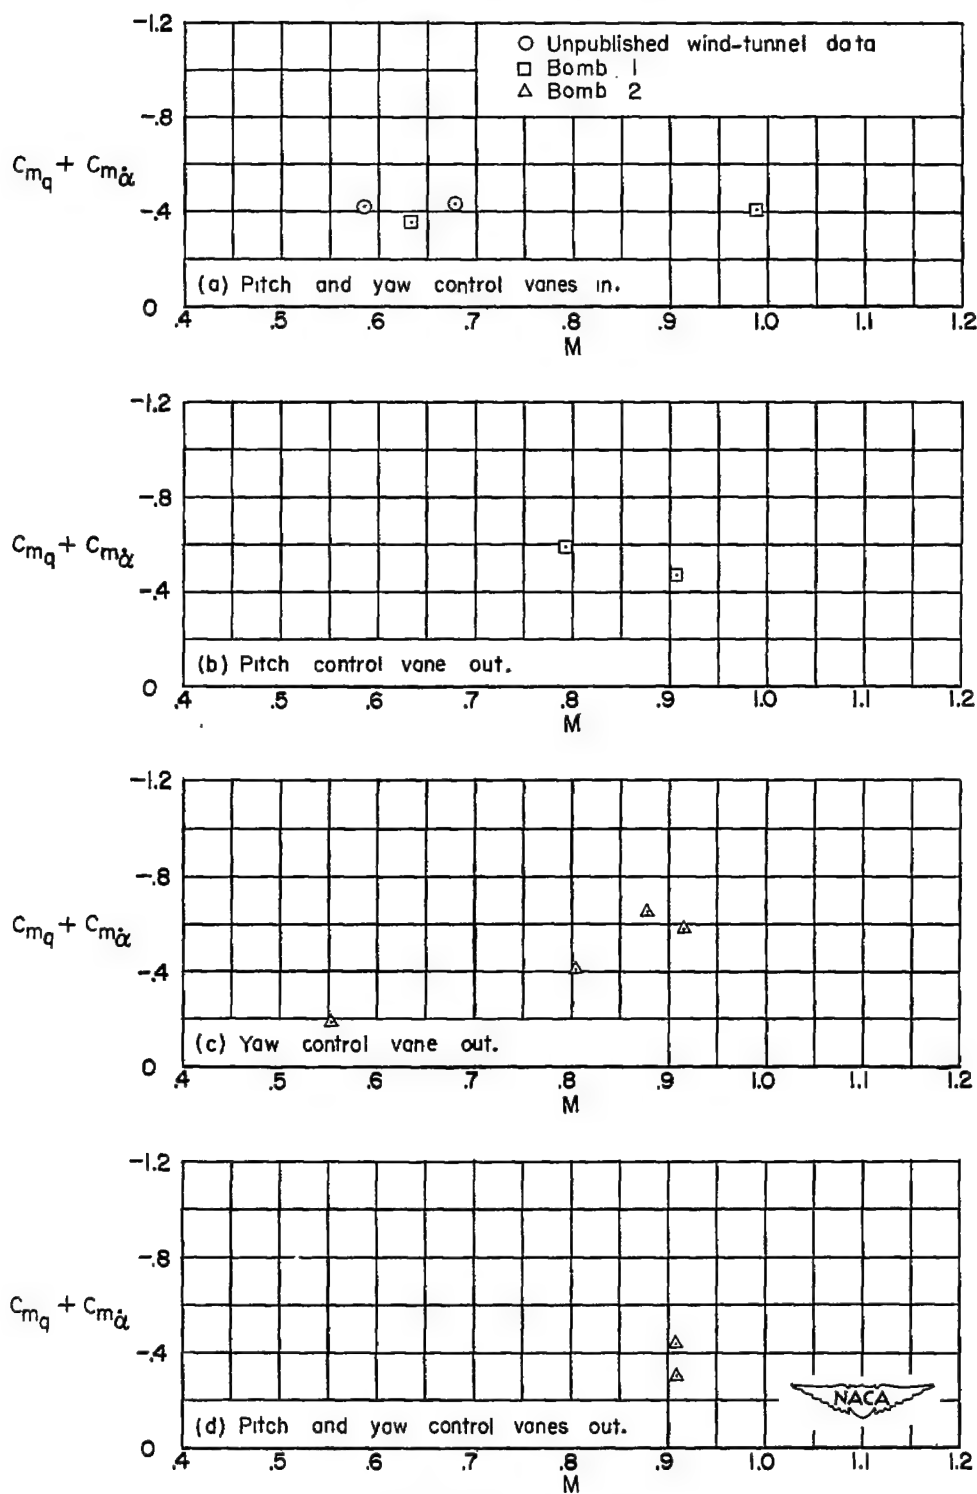 -1.2
○ Unpublished wind-tunnel data
□ Bomb 1
△ Bomb 2
-.8
Cmq + Cmα̇
-.4
(a) Pitch and yaw control vanes in.
0
.4 .5 .6 .7 .8 .9 1.0 1.1 1.2
M
-1.2
-.8
Cmq + Cmα̇
-.4
(b) Pitch control vane out.
0
.4 .5 .6 .7 .8 .9 1.0 1.1 1.2
M
-1.2
-.8
Cmq + Cmα̇
-.4
(c) Yaw control vane out.
0
.4 .5 .6 .7 .8 .9 1.0 1.1 1.2
M
-1.2
-.8
Cmq + Cmα̇
-.4
NACA
(d) Pitch and yaw control vanes out.
0
.4 .5 .6 .7 .8 .9 1.0 1.1 1.2
M